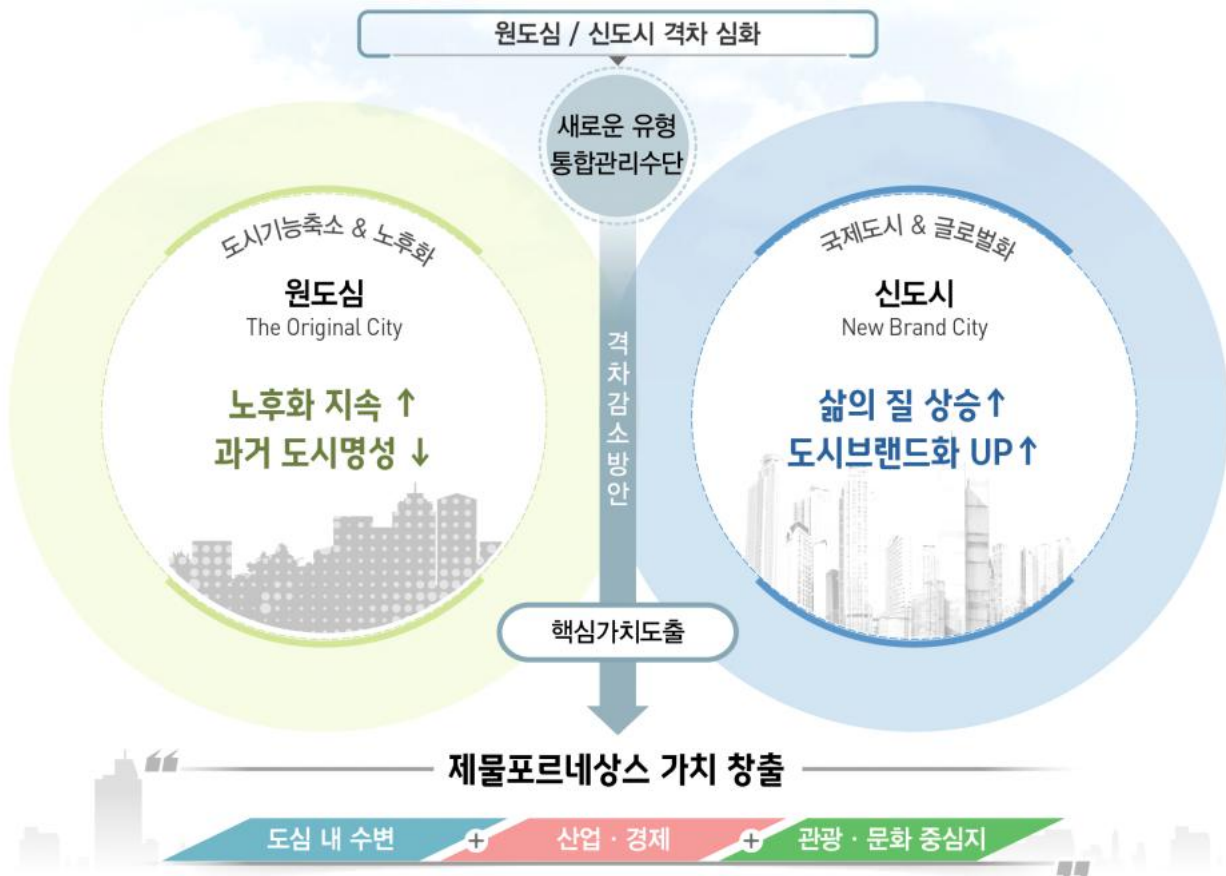 원도심 / 신도시 격차 심화
새로운 유형
통합관리수단
도시기능축소 & 노후화
원도심
The Original City
노후화 지속 ↑
과거 도시명성 ↓
격차감소방안
국제도시 & 글로벌화
신도시
New Brand City
삶의 질 상승↑
도시브랜드화 UP↑
핵심가치도출
“ 제물포르네상스 가치 창출
도심 내 수변 + 산업 · 경제 + 관광 · 문화 중심지 ”